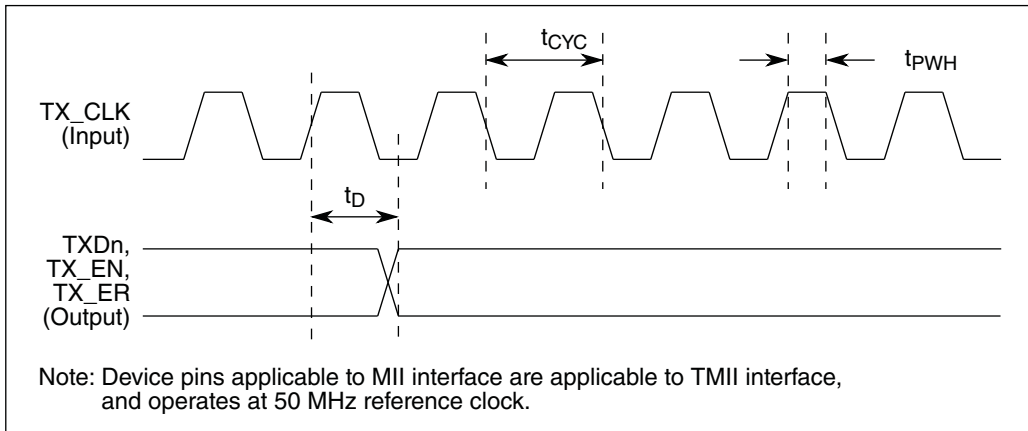 tCYC
tPWH
TX_CLK
(Input)
tD
TXDn,
TX_EN,
TX_ER
(Output)
Note: Device pins applicable to MII interface are applicable to TMII interface,
and operates at 50 MHz reference clock.